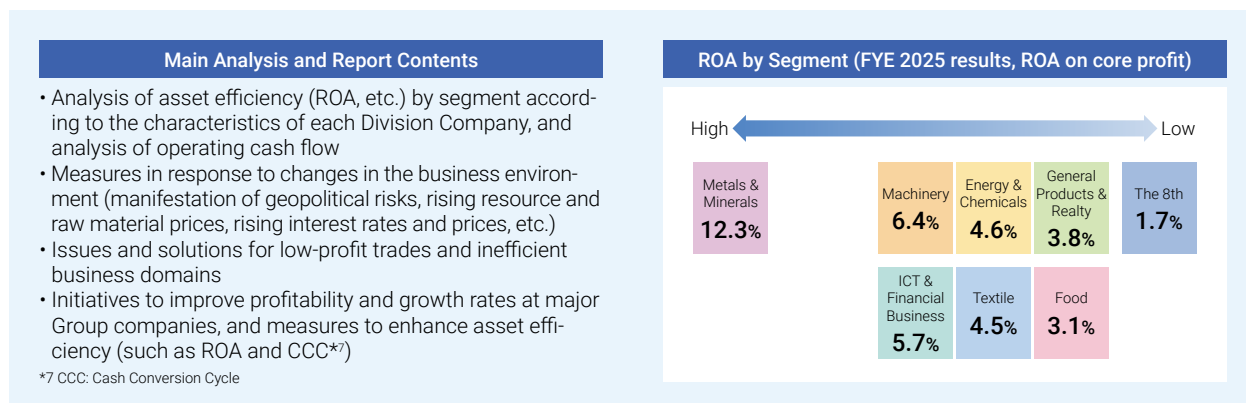 Main Analysis and Report Contents
• Analysis of asset efficiency (ROA, etc.) by segment accord-
ing to the characteristics of each Division Company, and
analysis of operating cash flow
• Measures in response to changes in the business environ-
ment (manifestation of geopolitical risks, rising resource and
raw material prices, rising interest rates and prices, etc.)
• Issues and solutions for low-profit trades and inefficient
business domains
• Initiatives to improve profitability and growth rates at major
Group companies, and measures to enhance asset effi-
ciency (such as ROA and CCC*7)
*7 CCC: Cash Conversion Cycle
ROA by Segment (FYE 2025 results, ROA on core profit)
High
Low
Metals &
Minerals
12.3%
Machinery
6.4%
Energy &
Chemicals
4.6%
General
Products &
Realty
3.8%
The 8th
1.7%
ICT &
Financial
Business
5.7%
Textile
4.5%
Food
3.1%